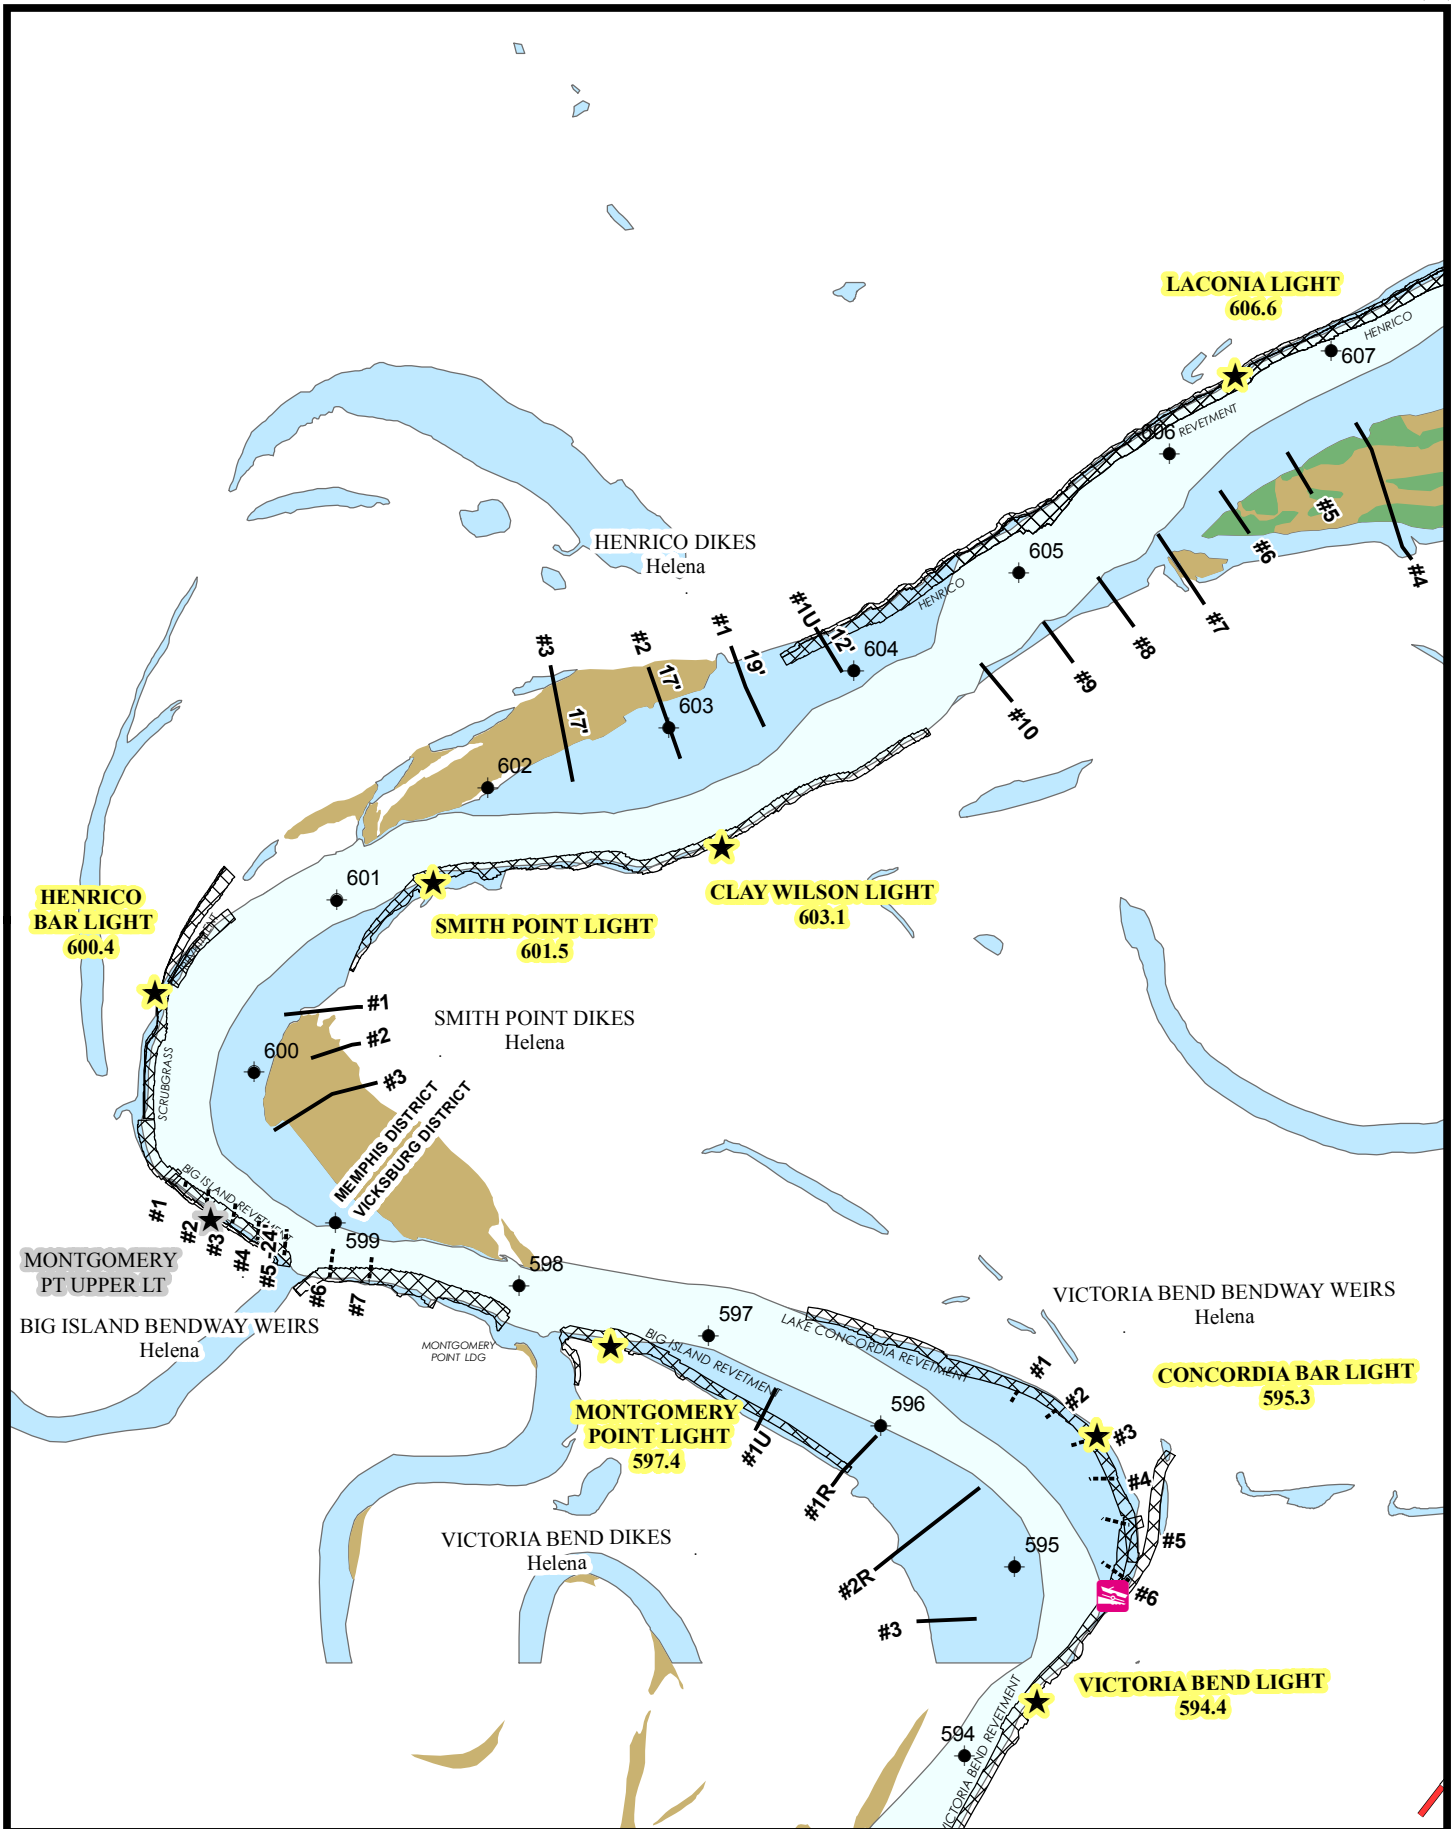 LACONIA LIGHT
606.6
HENRICO
607
606
REVETMENT
#5
#6
#4
HENRICO DIKES
Helena
605
HENRICO
#7
#8
#9
#10
#1U
12'
604
#1
19'
#2
17'
603
#3
17'
602
601
HENRICO
BAR LIGHT
600.4
SMITH POINT LIGHT
601.5
CLAY WILSON LIGHT
603.1
#1
#2
#3
SMITH POINT DIKES
Helena
600
SCRUBGRASS
MEMPHIS DISTRICT
VICKSBURG DISTRICT
BIG ISLAND REVETMENT
#1
#2
#3
#4
#5 -24'
#6
#7
599
MONTGOMERY
PT UPPER LT
BIG ISLAND BENDWAY WEIRS
Helena
598
MONTGOMERY
POINT LDG
597
BIG ISLAND REVETMENT
LAKE CONCORDIA REVETMENT
VICTORIA BEND BENDWAY WEIRS
Helena
CONCORDIA BAR LIGHT
595.3
#1
#2
#3
#4
#5
#6
MONTGOMERY
POINT LIGHT
597.4
596
#1U
#1R
#2R
#3
595
VICTORIA BEND DIKES
Helena
VICTORIA BEND LIGHT
594.4
594
VICTORIA BEND REVETMENT